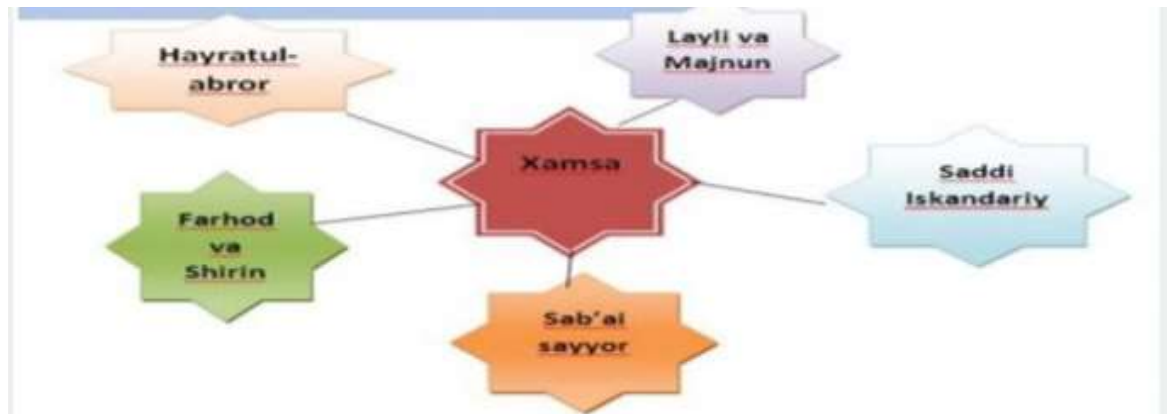 Hayratul-
abror
Layli va
Majnun
Xamsa
Saddi
Iskandariy
Farhod
va
Shirin
Sab'ai
sayyor